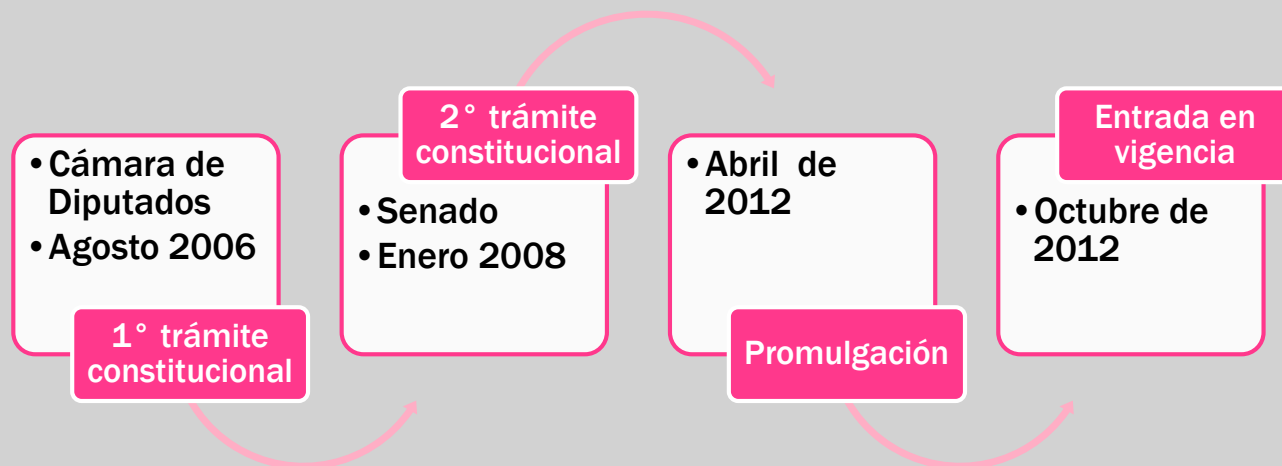 • Cámara de
Diputados
• Agosto 2006
1° trámite
constitucional
2° trámite
constitucional
• Senado
• Enero 2008
• Abril de
2012
Promulgación
Entrada en
vigencia
• Octubre de
2012